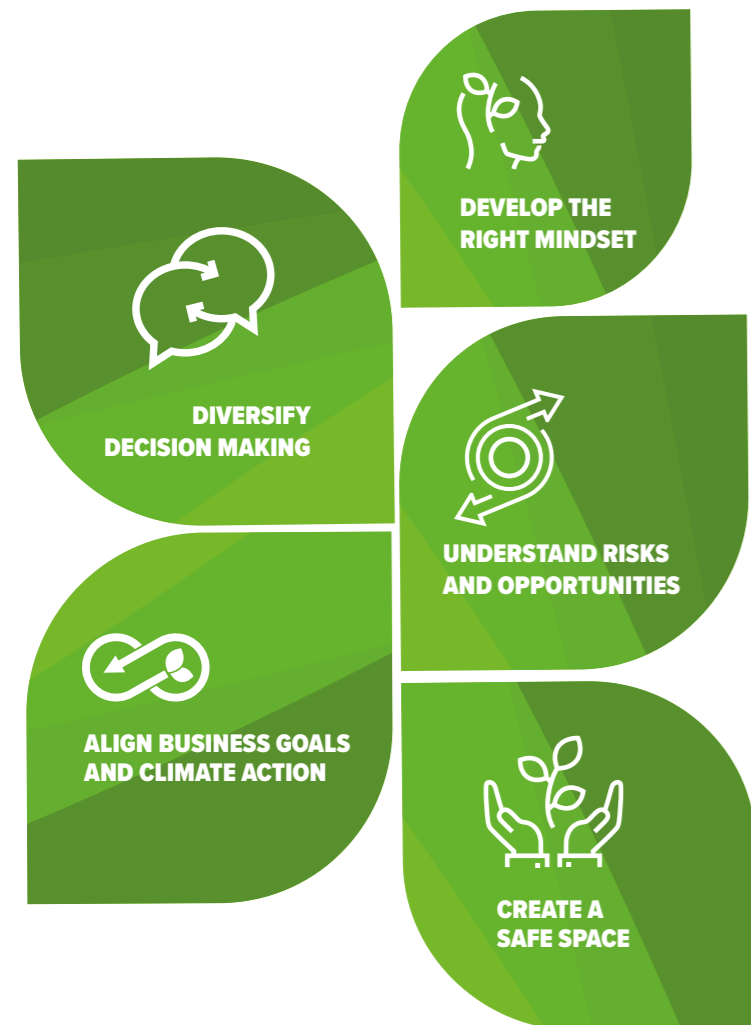 DEVELOP THE
RIGHT MINDSET
DIVERSIFY
DECISION MAKING
UNDERSTAND RISKS
AND OPPORTUNITIES
ALIGN BUSINESS GOALS
AND CLIMATE ACTION
CREATE A
SAFE SPACE